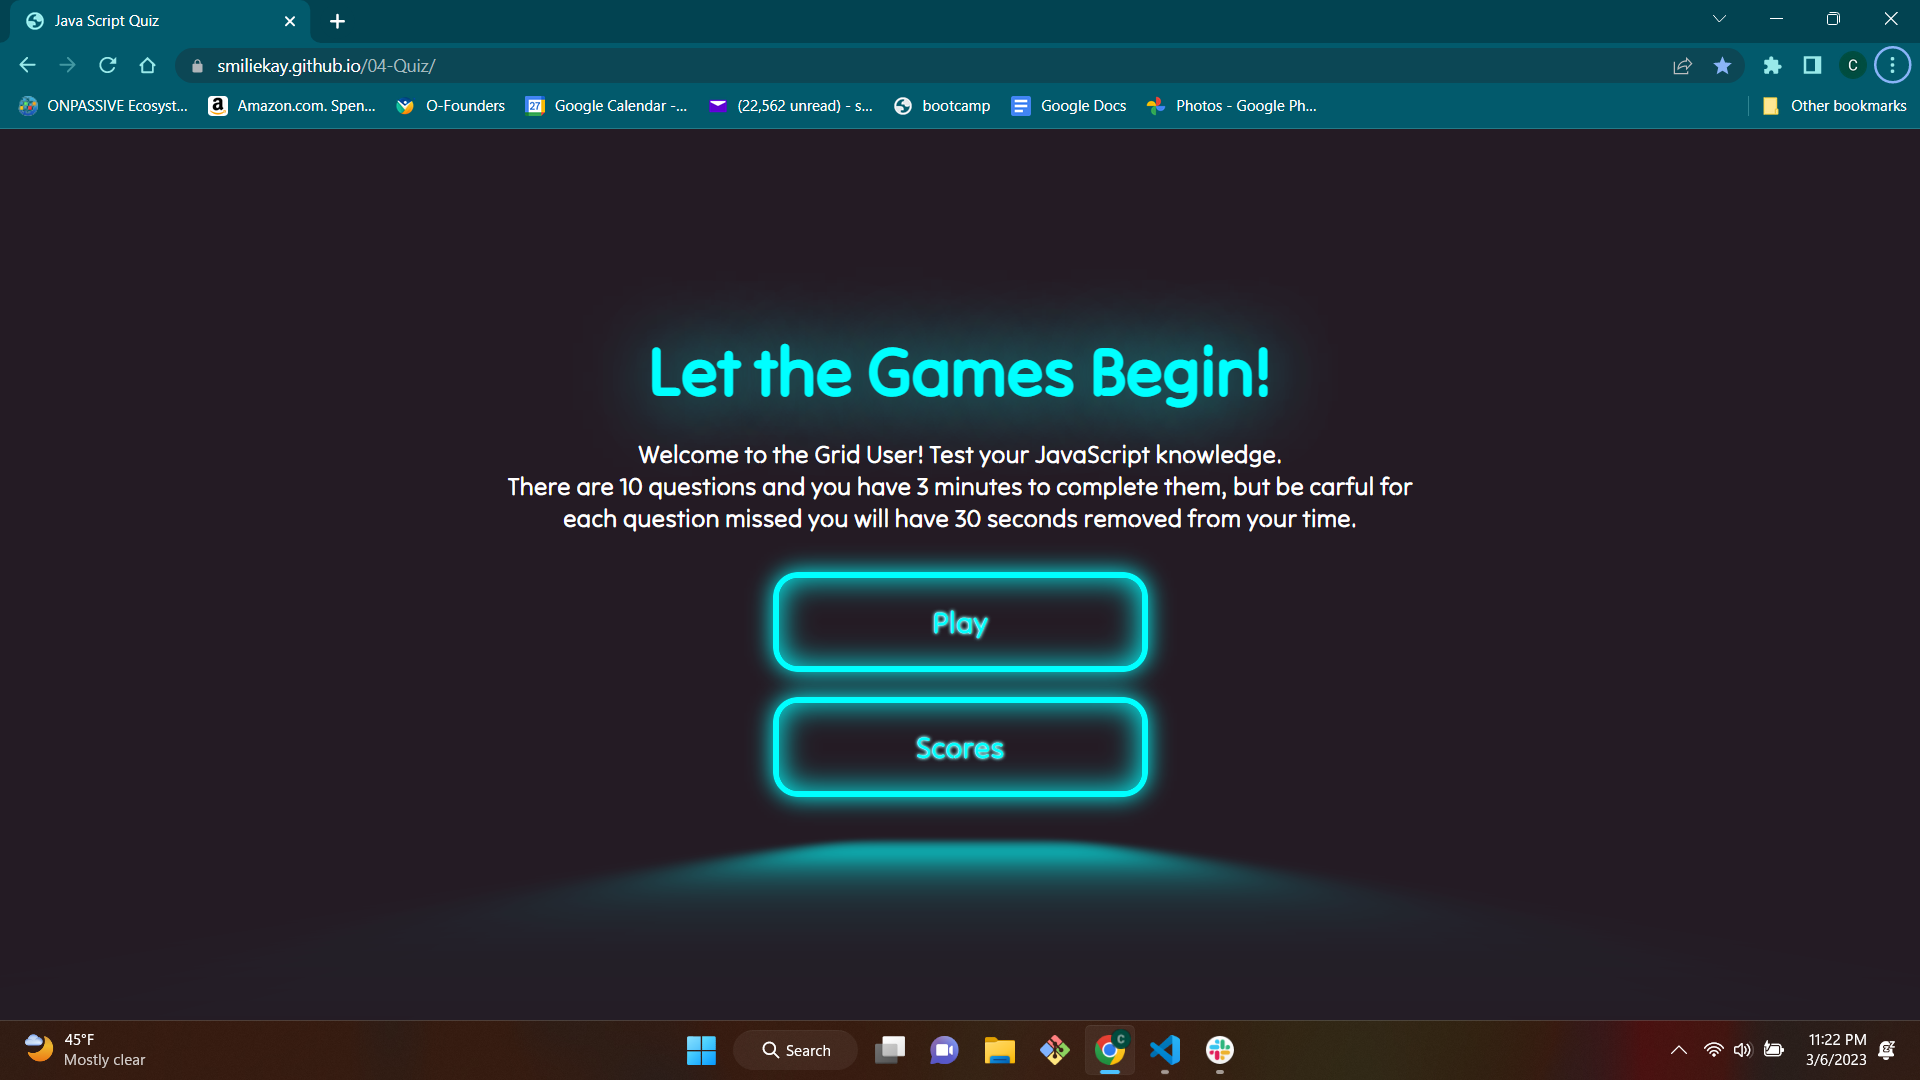 Java Script Quiz
smiliekay.github.io/04-Quiz/
C
ONPASSIVE Ecosyst...
a
Amazon.com. Spen...
O-Founders
27
Google Calendar -...
(22,562 unread) - s...
bootcamp
Google Docs
Photos - Google Ph...
Other bookmarks
Let the Games Begin!
Welcome to the Grid User! Test your JavaScript knowledge.
There are 10 questions and you have 3 minutes to complete them, but be carful for
each question missed you will have 30 seconds removed from your time.
Play
Scores
45°F
Mostly clear
Search
C
11:22 PM
3/6/2023